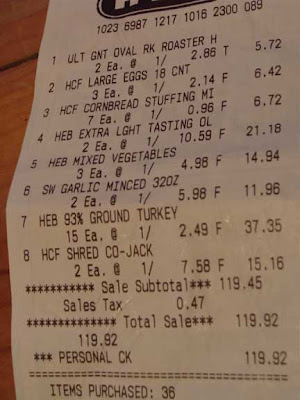 1023 6987 1217 1016 2300 089
1 ULT GNT OVAL RK ROASTER H
2 Ea. @ 1/ 2.86 T 5.72
2 HCF LARGE EGGS 18 CNT
3 Ea. @ 1/ 2.14 F 6.42
3 HCF CORNBREAD STUFFING MI
7 Ea. @ 1/ 0.96 F 6.72
4 HEB EXTRA LGHT TASTING OL
2 Ea. @ 1/ 10.59 F 21.18
5 HEB MIXED VEGETABLES
3 Ea. @ 1/ 4.98 F 14.94
6 SW GARLIC MINCED 32OZ
2 Ea. @ 1/ 5.98 F 11.96
7 HEB 93% GROUND TURKEY
15 Ea. @ 1/ 2.49 F 37.35
8 HCF SHRED CO-JACK
2 Ea. @ 1/ 7.58 F 15.16
*********** Sale Subtotal*** 119.45
Sales Tax 0.47
************** Total Sale*** 119.92
119.92
*** PERSONAL CK 119.92
ITEMS PURCHASED: 36